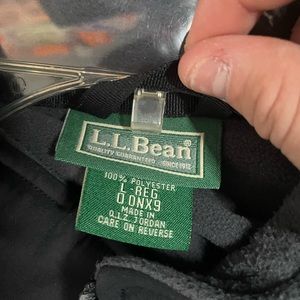 L.L.Bean®
QUALITY GUARANTEED SINCE 1912
100% POLYESTER
L-REG
0 0NX9
MADE IN
Q.I.Z. JORDAN
CARE ON REVERSE